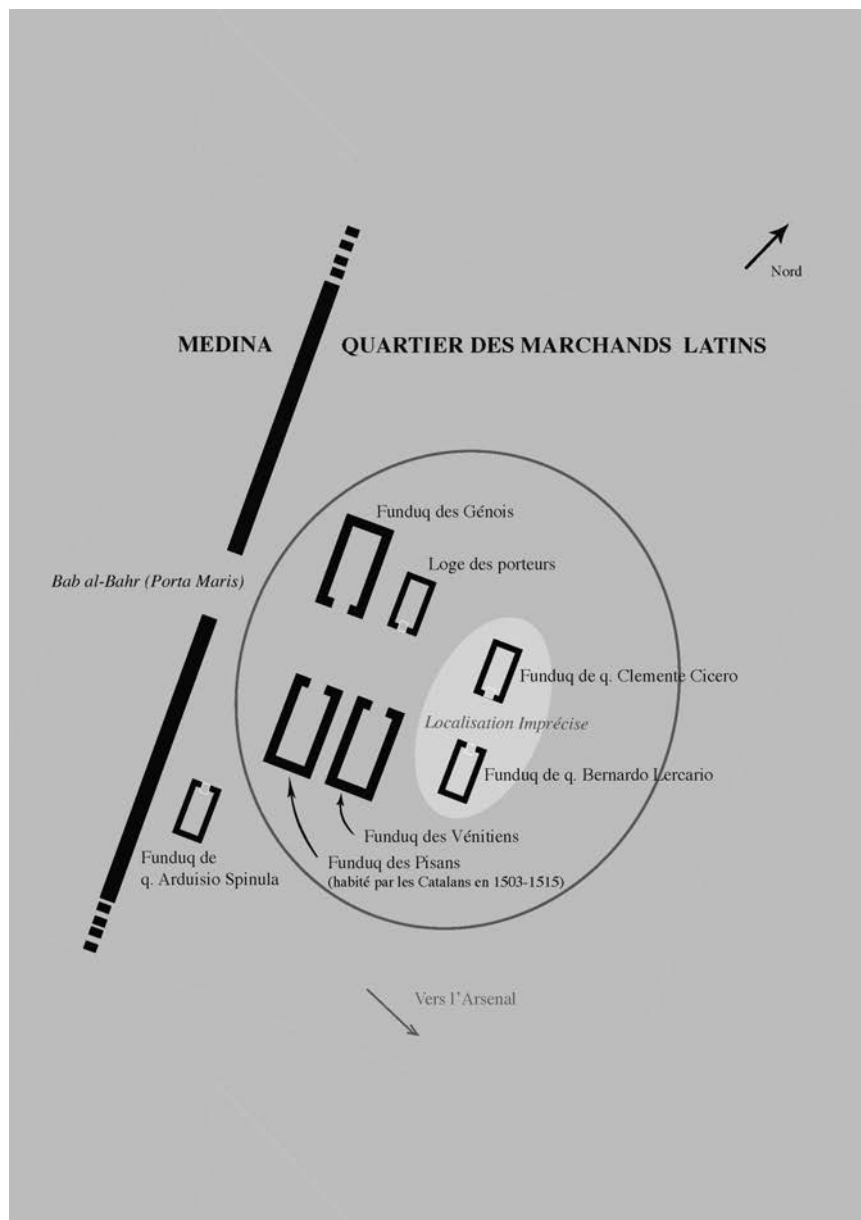 Nord
MEDINA
QUARTIER DES MARCHANDS LATINS
Funduq des Génois
Loge des porteurs
Bab al-Bahr (Porta Maris)
Funduq de q. Clemente Cicero
Localisation Imprécise
Funduq de q. Bernardo Lercario
Funduq des Vénitiens
Funduq de
q. Arduisio Spinula
Funduq des Pisans
(habité par les Catalans en 1503-1515)
Vers l'Arsenal